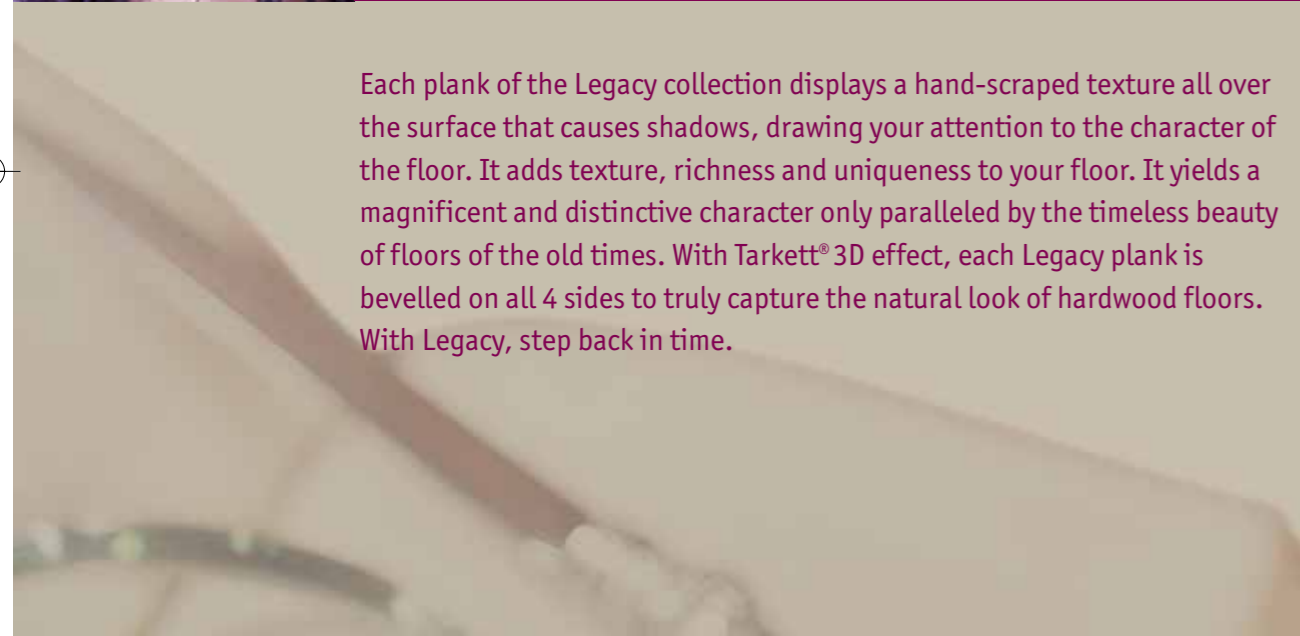 Each plank of the Legacy collection displays a hand-scraped texture all over
the surface that causes shadows, drawing your attention to the character of
the floor. It adds texture, richness and uniqueness to your floor. It yields a
magnificent and distinctive character only paralleled by the timeless beauty
of floors of the old times. With Tarkett® 3D effect, each Legacy plank is
bevelled on all 4 sides to truly capture the natural look of hardwood floors.
With Legacy, step back in time.